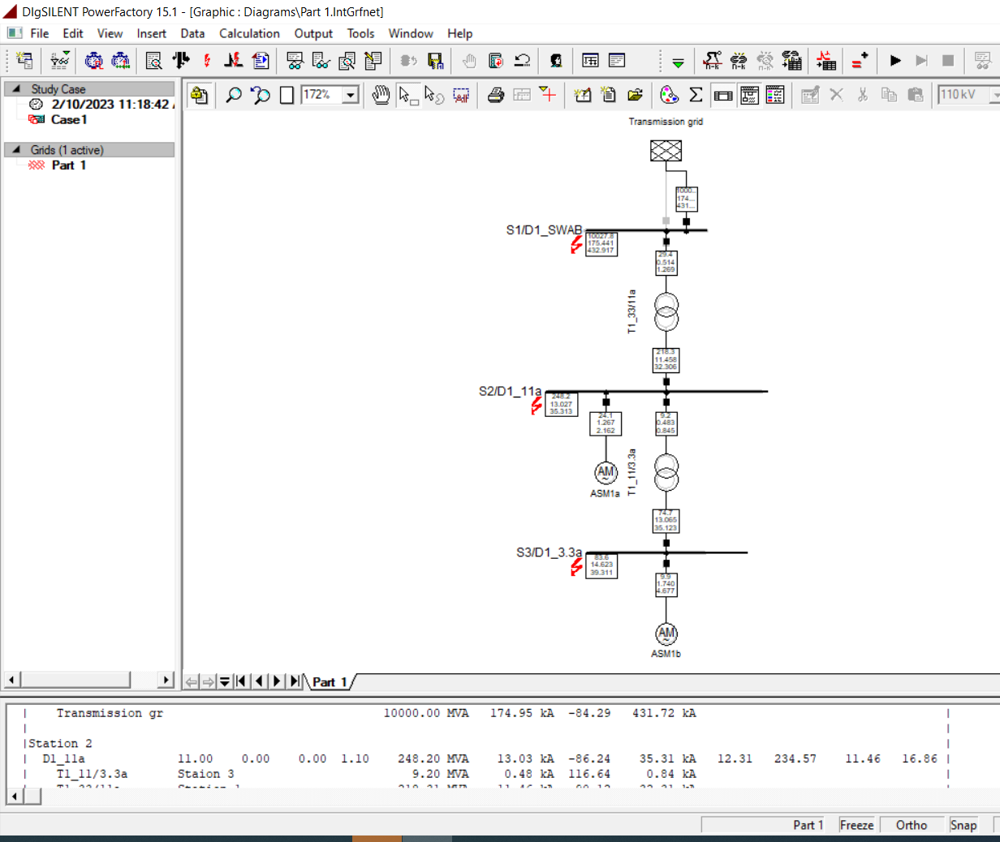 DIgSILENT PowerFactory 15.1 - [Graphic : Diagrams\Part 1.IntGrfnet]
File Edit View Insert Data Calculation Output Tools Window Help
172%
110 kV
Study Case
2/10/2023 11:18:42
Case1
Grids (1 active)
Part 1
Transmission grid
1000...
174...
431...
S1/D1_SWAB
10027.8
175.441
432.917
29.4
0.514
1.269
T1_33/11a
218.3
11.458
32.306
S2/D1_11a
248.2
13.027
35.313
24.1
1.267
2.162
9.2
0.483
0.845
AM
ASM1a
T1_11/3.3a
74.7
13.065
35.123
S3/D1_3.3a
83.6
14.623
39.311
9.9
1.740
4.677
AM
ASM1b
Part 1
Transmission gr 10000.00 MVA 174.95 kA -84.29 431.72 kA
Station 2
D1_11a 11.00 0.00 0.00 1.10 248.20 MVA 13.03 kA -86.24 35.31 kA 12.31 234.57 11.46 16.86
T1_11/3.3a Staion 3 9.20 MVA 0.48 kA 116.64 0.84 kA
Part 1 Freeze Ortho Snap